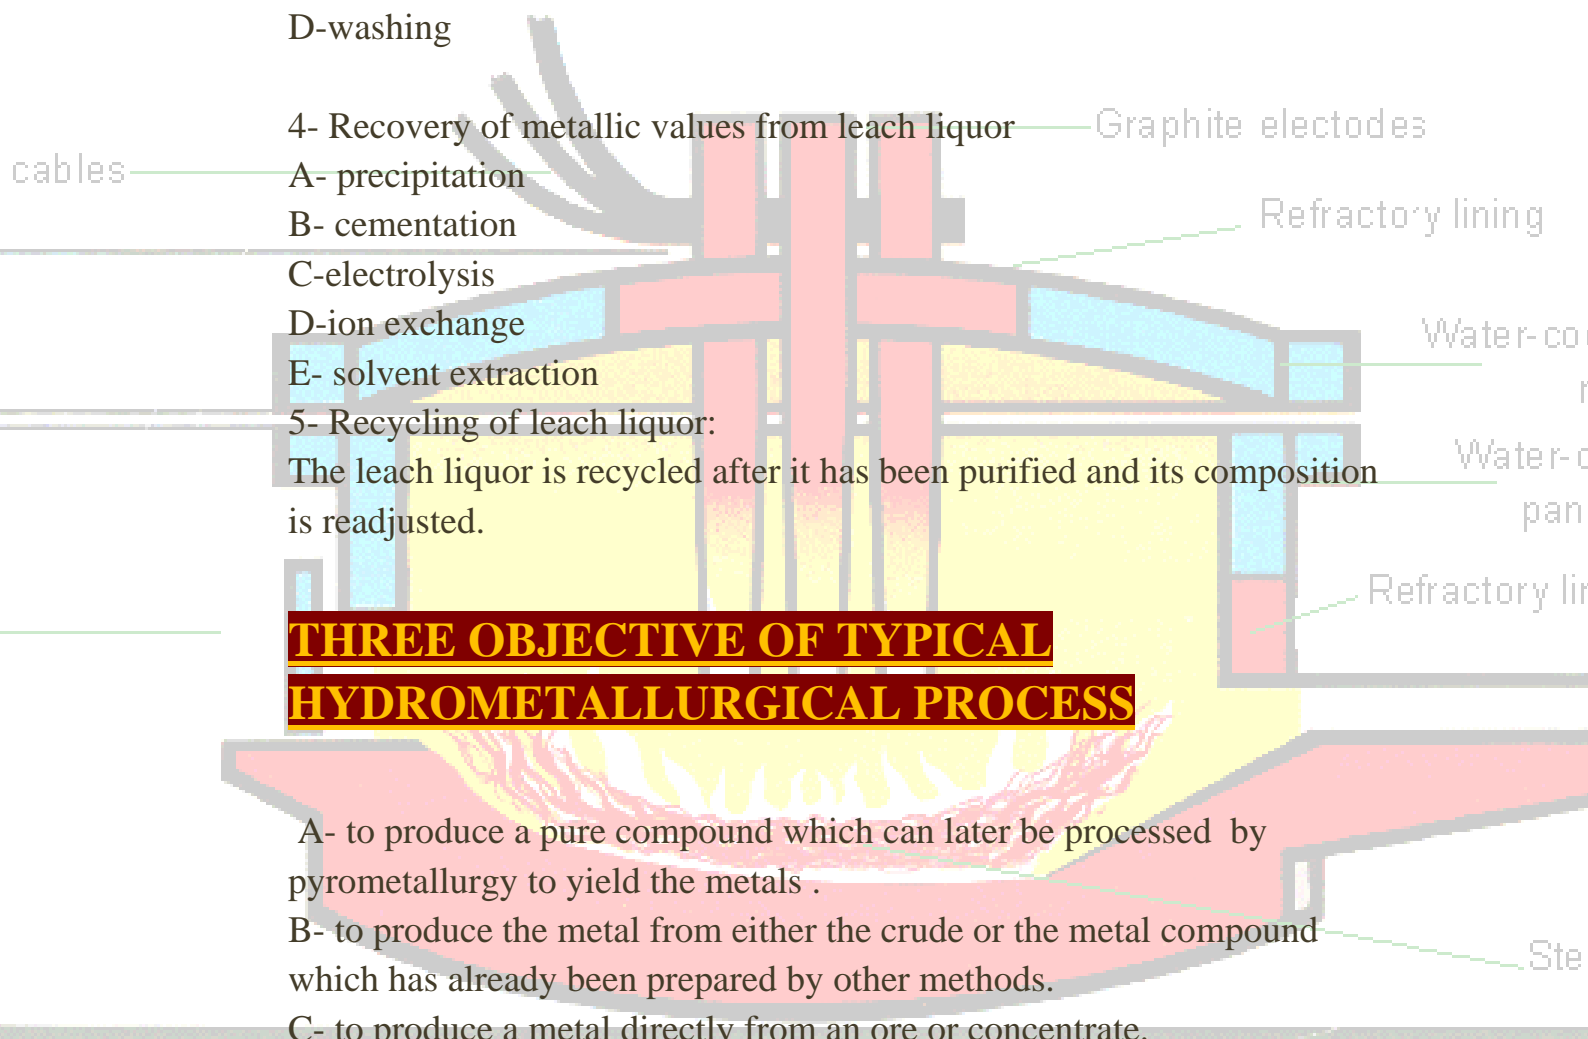 D-washing
4- Recovery of metallic values from leach liquor
Graphite electodes
cables
A- precipitation
Refractory lining
B- cementation
C-electrolysis
D-ion exchange
E- solvent extraction
5- Recycling of leach liquor:
The leach liquor is recycled after it has been purified and its composition
pan
is readjusted.
THREE OBJECTIVE OF TYPICAL
HYDROMETALLURGICAL PROCESS
A- to produce a pure compound which can later be processed by
pyrometallurgy to yield the metals .
B- to produce the metal from either the crude or the metal compound
which has already been prepared by other methods.
C- to produce a metal directly from an ore or concentrate.